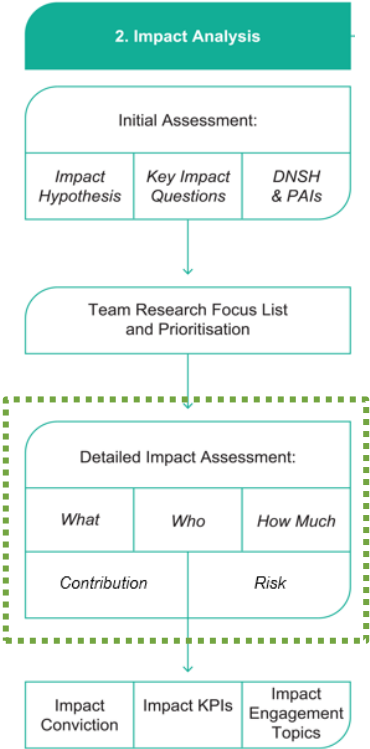 2. Impact Analysis
Initial Assessment:
Impact Hypothesis
Key Impact Questions
DNSH & PAIs
Team Research Focus List
and Prioritisation
Detailed Impact Assessment:
What
Who
How Much
Contribution
Risk
Impact Conviction
Impact KPIs
Impact Engagement Topics